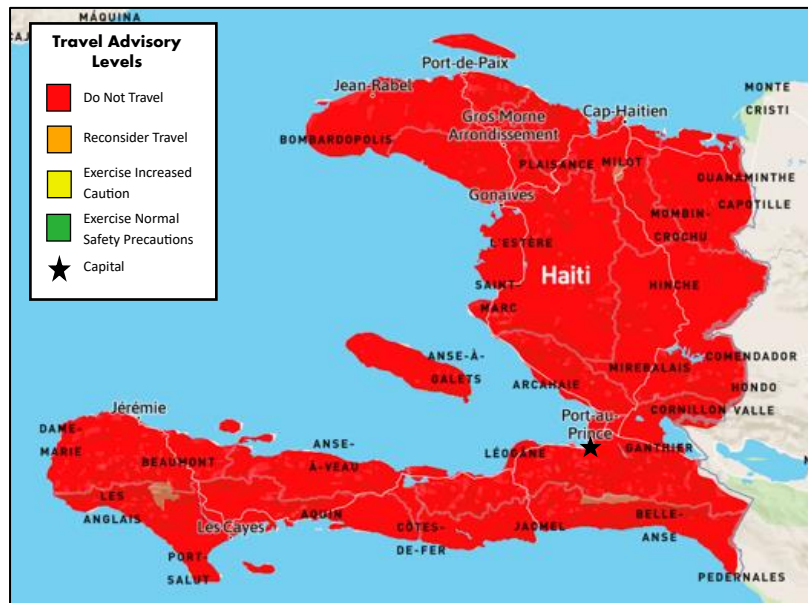 MÁQUINA
CAJ
Travel Advisory
Levels
Do Not Travel
Reconsider Travel
Exercise Increased
Caution
Exercise Normal
Safety Precautions
Capital
Port-de-Paix
Jean-Rabel
Gros Morne
Arrondissement
Cap-Haitien
MONTE
CRISTI
BOMBARDOPOLIS
PLAISANCE
MILOT
OUANAMINTHE
CAPOTILLE
Gonaives
MOMBIN-
CROCHU
L'ESTÈRE
Haiti
SAINT-
MARC
HINCHE
ANSE-À-
GALETS
ARCAHAIE
MIREBALAIS
COMENDADOR
HONDO
VALLE
CORNILLON
Port-au-
Prince
GANTHIER
LÉOGÂNE
Jérémie
DAME-
MARIE
BEAUMONT
ANSE-
À-VEAU
LES
ANGLAIS
Les Cayes
AQUIN
CÔTES-
DE-FER
JACMEL
BELLE-
ANSE
PORT-
SALUT
PEDERNALES